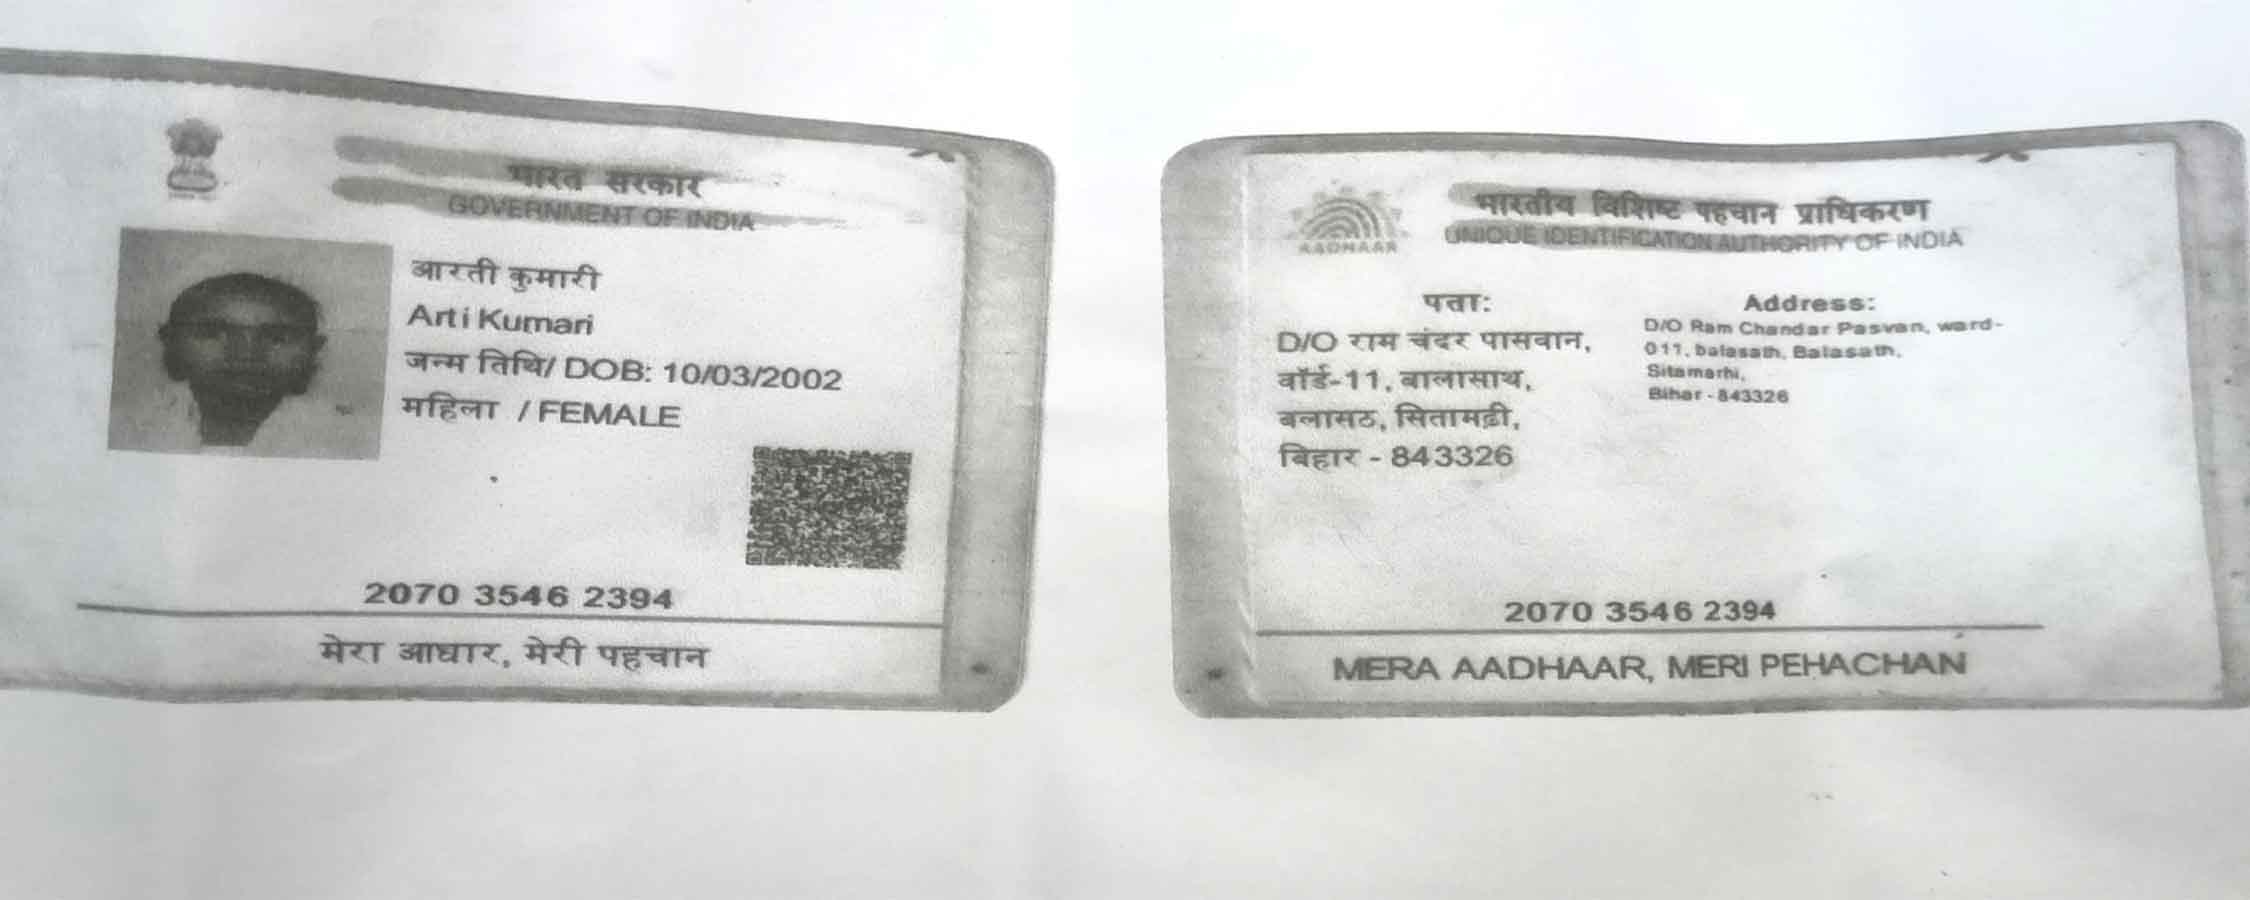 भारत सरकार
GOVERNMENT OF INDIA
आरती कुमारी
Arti Kumari
जन्म तिथि/ DOB: 10/03/2002
महिला / FEMALE
2070 3546 2394
मेरा आधार, मेरी पहचान
भारतीय विशिष्ट पहचान प्राधिकरण
UNIQUE IDENTIFICATION AUTHORITY OF INDIA
AADHAAR
पता:
D/O राम चंदर पासवान,
वॉर्ड-11, बालासाथ,
बलासठ, सितामढ़ी,
बिहार - 843326
Address:
D/O Ram Chandar Pasvan, ward-
011, balasath, Balasath,
Sitamarhi,
Bihar - 843326
2070 3546 2394
MERA AADHAAR, MERI PEHACHAN